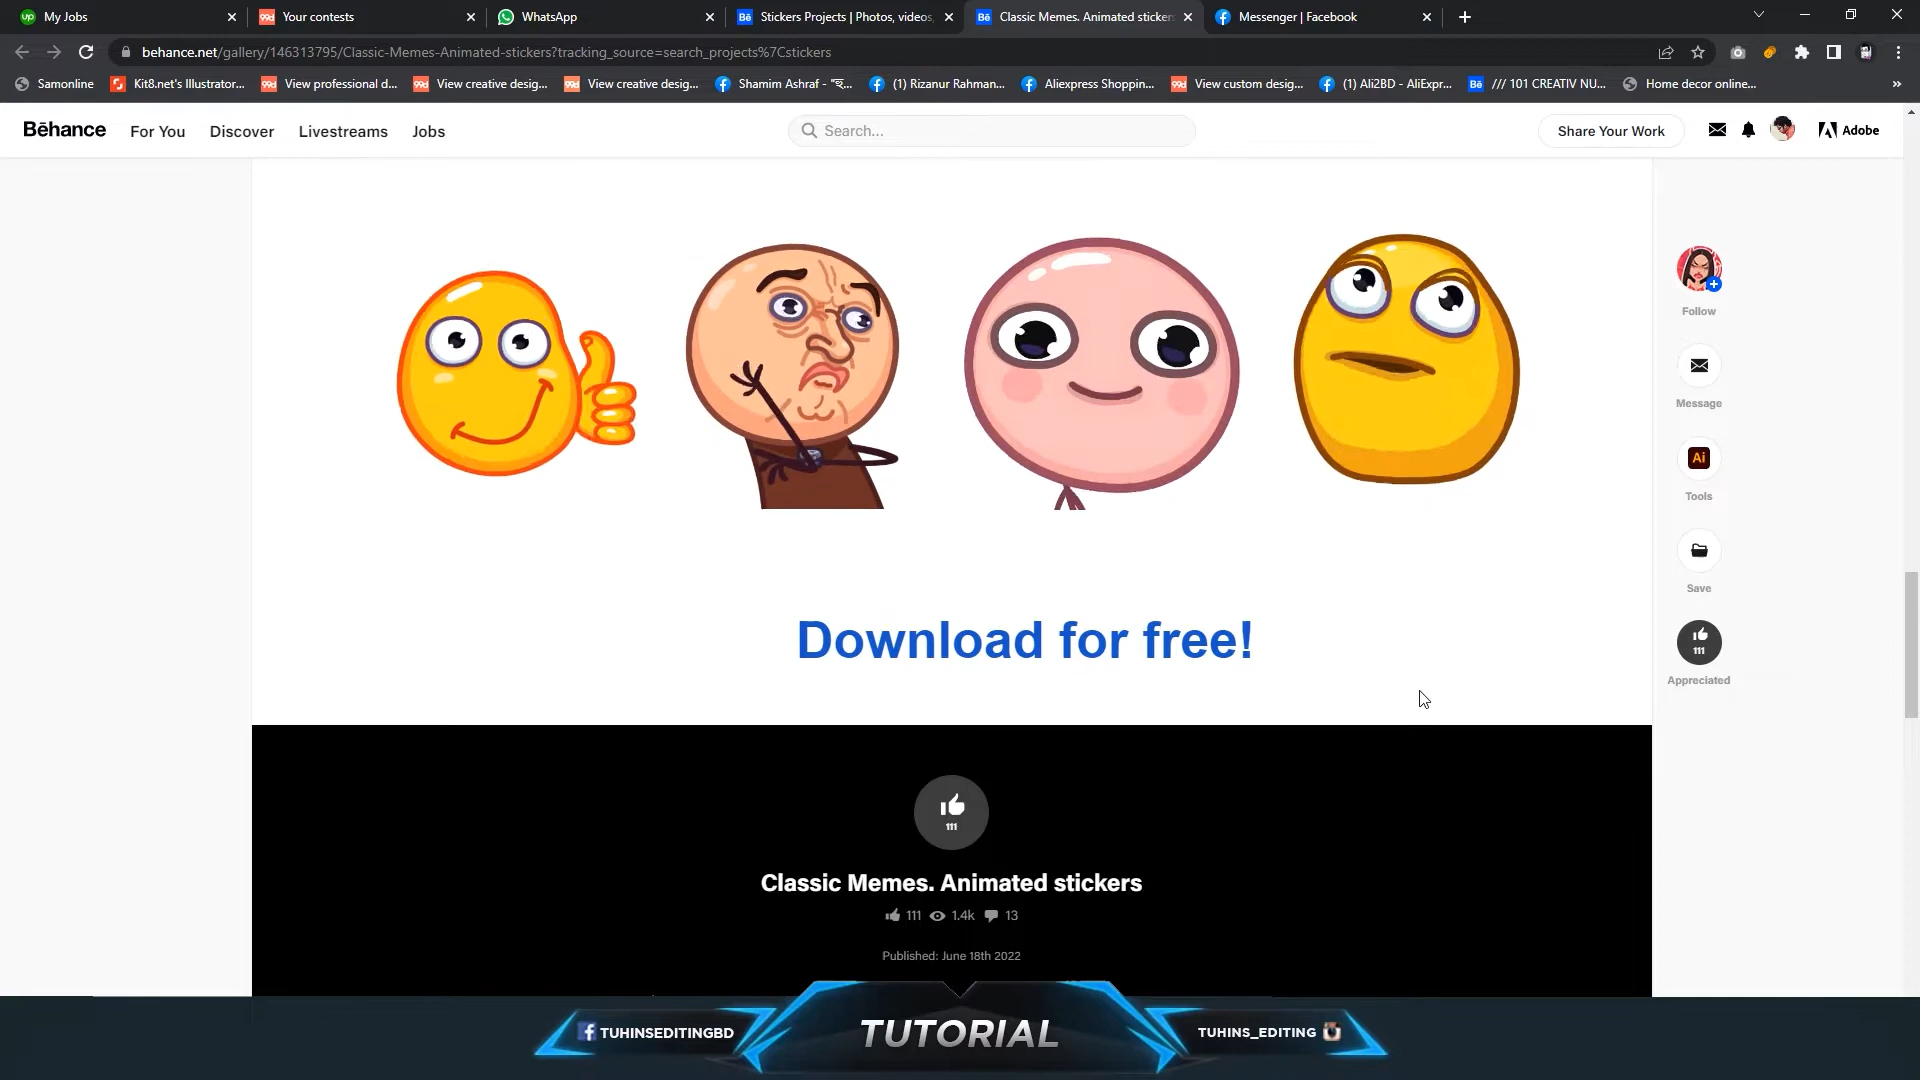 My Jobs
Your contests
WhatsApp
Stickers Projects | Photos, videos,
Classic Memes. Animated sticker
Messenger | Facebook
behance.net/gallery/146313795/Classic-Memes-Animated-stickers?tracking_source=search_projects%7Cstickers
Samonline
Kit8.net's Illustrator...
View professional d...
View creative desig...
View creative desig...
(1) Rizanur Rahman...
Aliexpress Shoppin...
View custom desig...
(1) Ali2BD - AliExpr...
/// 101 CREATIV NU...
Home decor online...
Bēhance
For You
Discover
Livestreams
Jobs
Search...
Share Your Work
Adobe
Follow
Message
Ai
Tools
Save
111
Appreciated
Download for free!
111
Classic Memes. Animated stickers
111 1.4k 13
Published: June 18th 2022
TUHINSEDITINGBD
TUTORIAL
TUHINS_EDITING